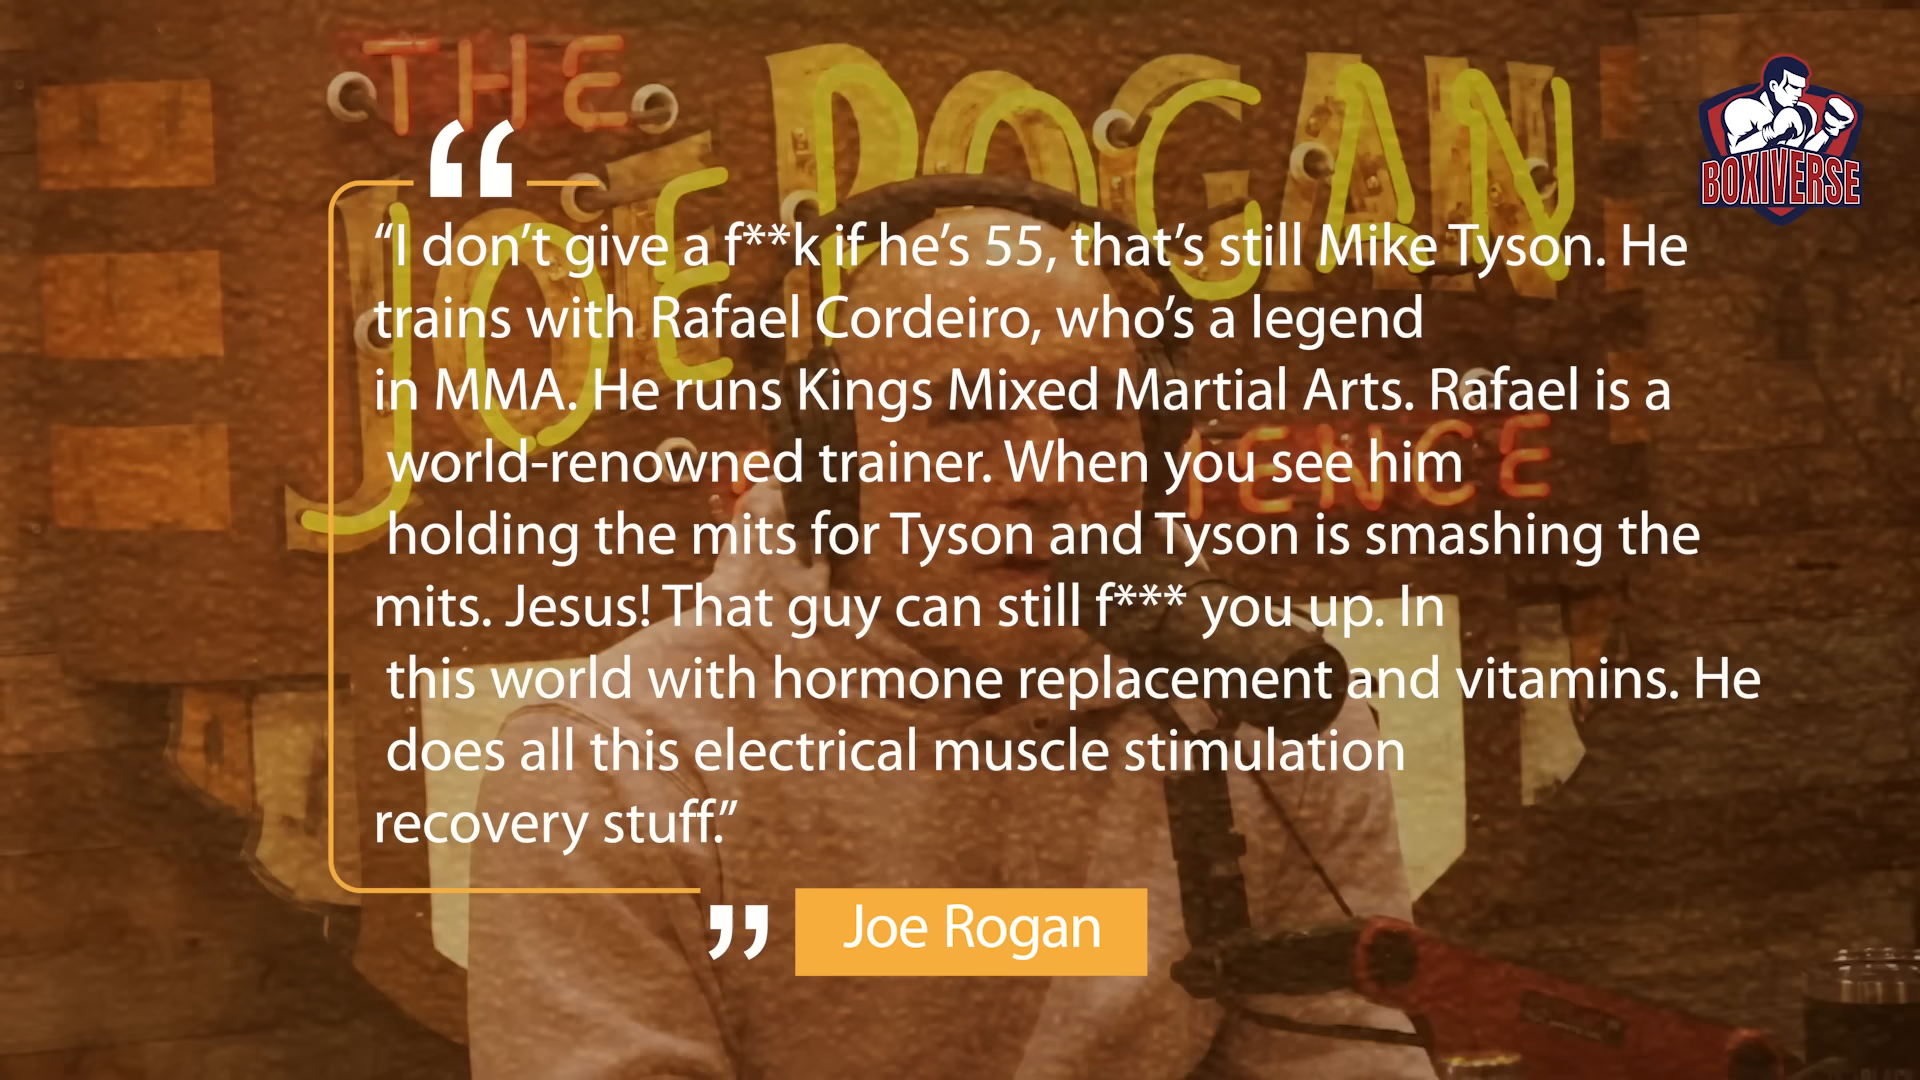 THE
JOE ROGAN
IENCE
BOXIVERSE
“
“I don’t give a f**k if he’s 55, that’s still Mike Tyson. He
trains with Rafael Cordeiro, who’s a legend
in MMA. He runs Kings Mixed Martial Arts. Rafael is a
world-renowned trainer. When you see him
holding the mits for Tyson and Tyson is smashing the
mits. Jesus! That guy can still f*** you up. In
this world with hormone replacement and vitamins. He
does all this electrical muscle stimulation
recovery stuff.”
”
Joe Rogan